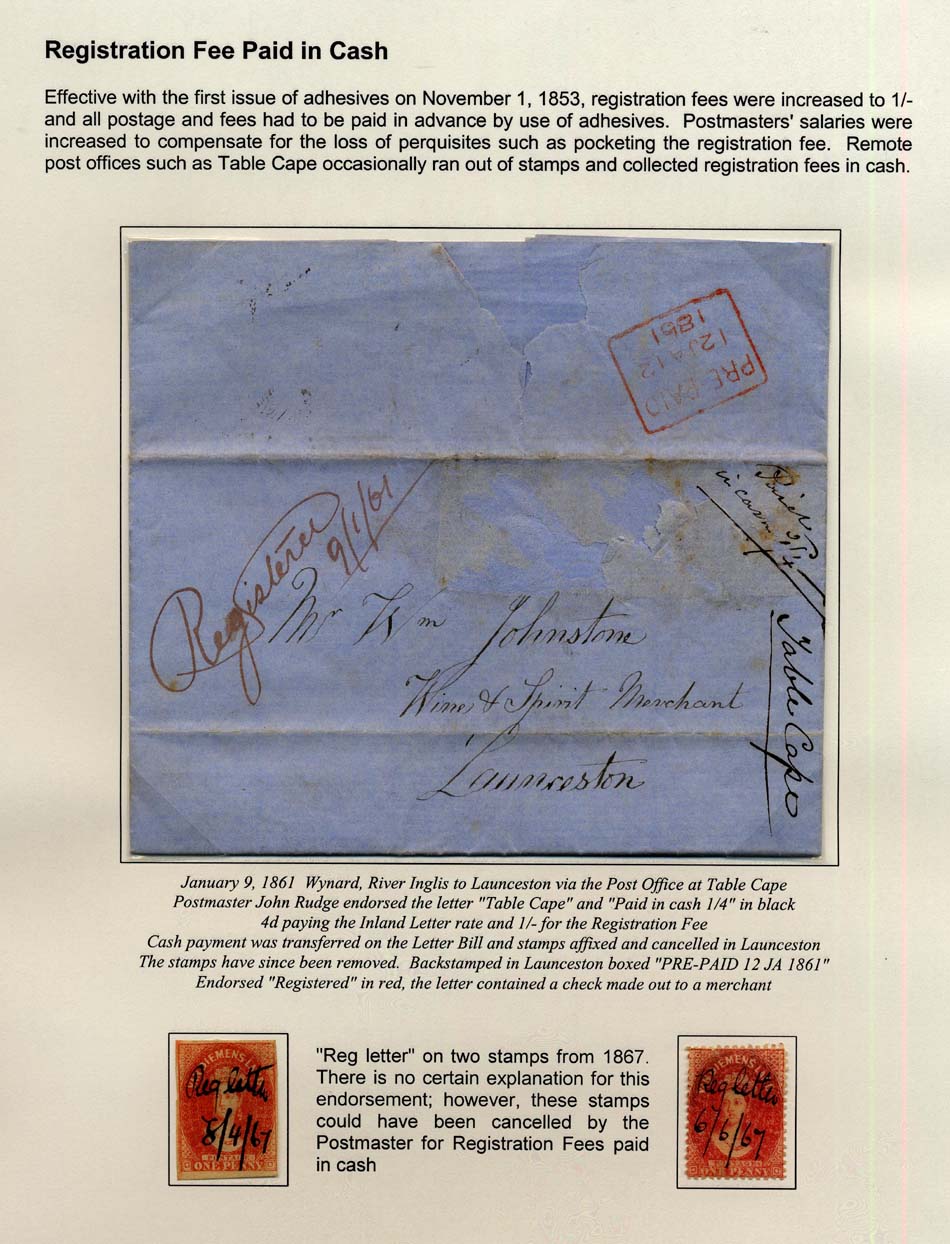 Registration Fee Paid in Cash
Effective with the first issue of adhesives on November 1, 1853, registration fees were increased to 1/-
and all postage and fees had to be paid in advance by use of adhesives. Postmasters' salaries were
increased to compensate for the loss of perquisites such as pocketing the registration fee. Remote
post offices such as Table Cape occasionally ran out of stamps and collected registration fees in cash.
PRE-PAID
12 JA 12
1851
Paid 1/4
in cash
Registered
9/1/61
Mr Wm Johnstone
Wine & Spirit Merchant
Launceston
Table Cape
January 9, 1861 Wynard, River Inglis to Launceston via the Post Office at Table Cape
Postmaster John Rudge endorsed the letter "Table Cape" and "Paid in cash 1/4" in black
4d paying the Inland Letter rate and 1/- for the Registration Fee
Cash payment was transferred on the Letter Bill and stamps affixed and cancelled in Launceston
The stamps have since been removed. Backstamped in Launceston boxed "PRE-PAID 12 JA 1861"
Endorsed "Registered" in red, the letter contained a check made out to a merchant
DIEMENS
Reg letter
8/4/67
POSTAGE
ONE PENNY
"Reg letter" on two stamps from 1867.
There is no certain explanation for this
endorsement; however, these stamps
could have been cancelled by the
Postmaster for Registration Fees paid
in cash
DIEMENS
Reg letter
6/6/67
POSTAGE
ONE PENNY